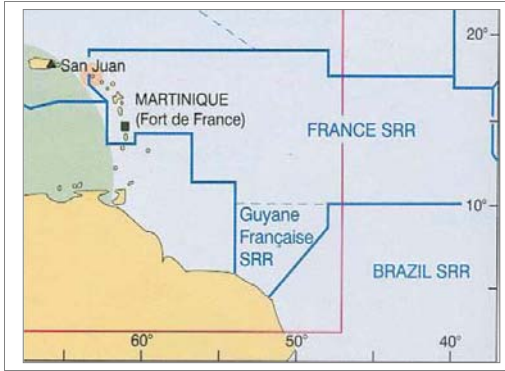 20°
San Juan
MARTINIQUE
(Fort de France)
FRANCE SRR
10°
Guyane
Française
SRR
BRAZIL SRR
60°
50°
40°